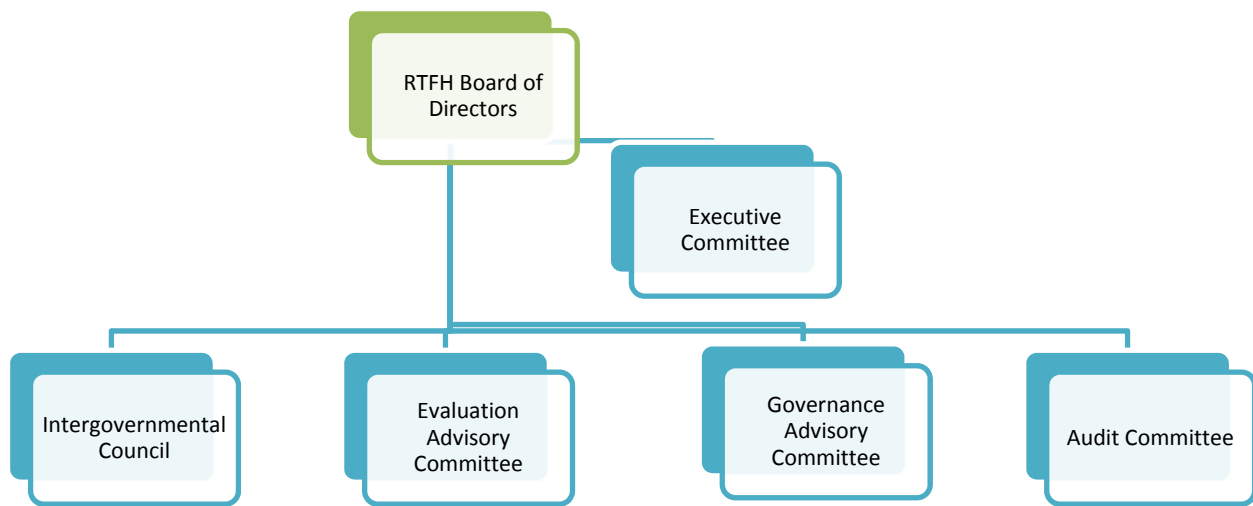 RTFH Board of
Directors
Executive
Committee
Intergovernmental
Council
Evaluation
Advisory
Committee
Governance
Advisory
Committee
Audit Committee